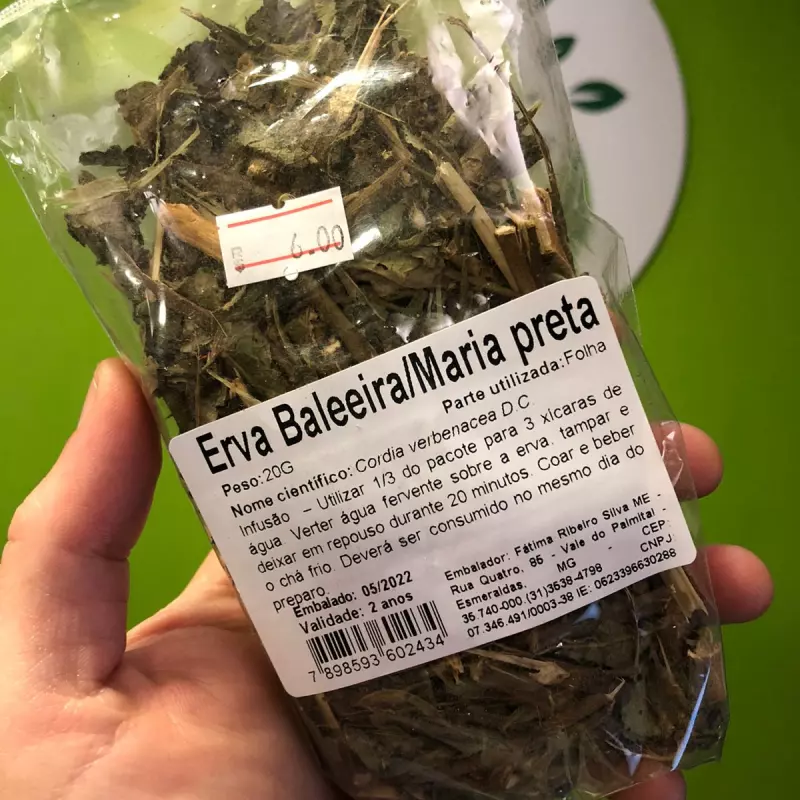 R$ 6.00
Erva Baleeira/Maria preta
Peso:20G
Parte utilizada:Folha
Nome científico: Cordia verbenacea D.C.
Infusão – Utilizar 1/3 do pacote para 3 xícaras de
água. Verter água fervente sobre a erva, tampar e
deixar em repouso durante 20 minutos. Coar e beber
o chá frio. Deverá ser consumido no mesmo dia do
preparo.
Embalado: 05/2022
Validade: 2 anos
7 898593 602434
Embalador: Fátima Ribeiro Silva ME -
Rua Quatro, 86 - Vale do Palmital -
Esmeraldas, MG - CEP:
35.740-000.(31)3538-4798 CNPJ:
07.346.491/0003-38 IE: 0623396630288